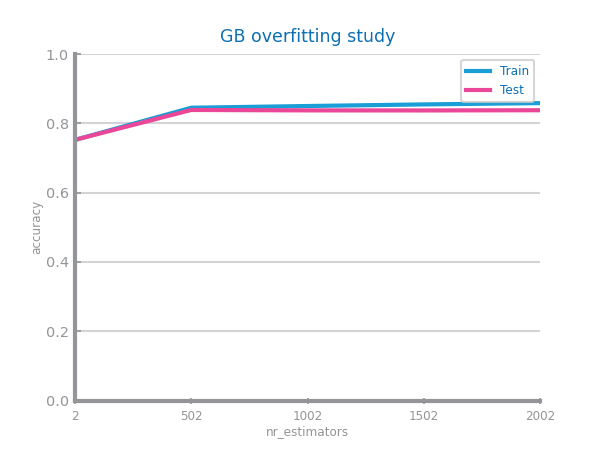 GB overfitting study
1.0
0.8
0.6
0.4
0.2
0.0
accuracy
Train
Test
2 502 1002 1502 2002
nr_estimators